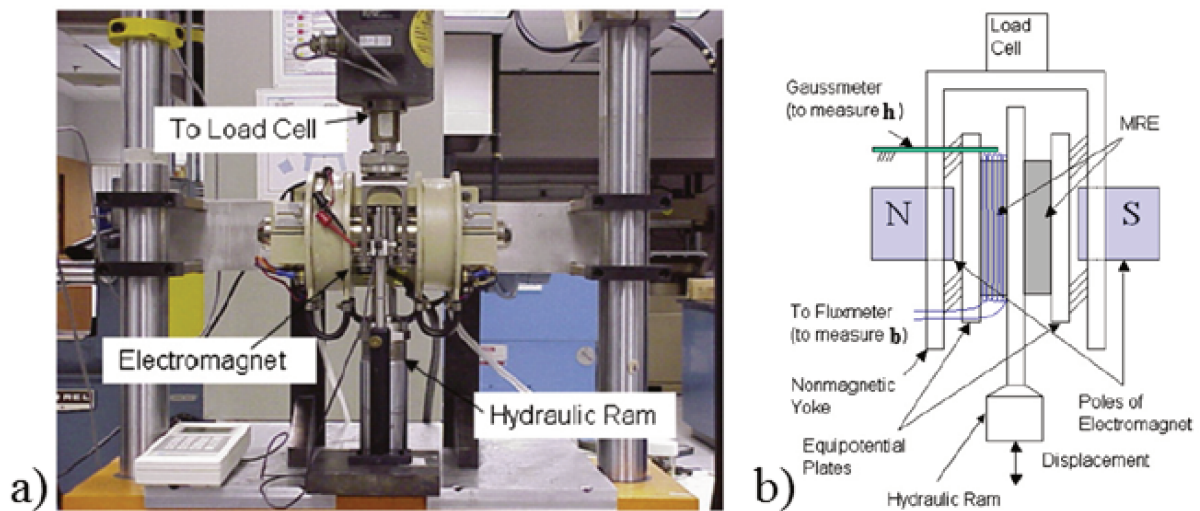 a)
To Load Cell
Electromagnet
Hydraulic Ram
REL
b)
Load
Cell
Gaussmeter
(to measure h)
MRE
N
S
To Fluxmeter
(to measure b)
Nonmagnetic
Yoke
Equipotential
Plates
Poles of
Electromagnet
Displacement
Hydraulic Ram